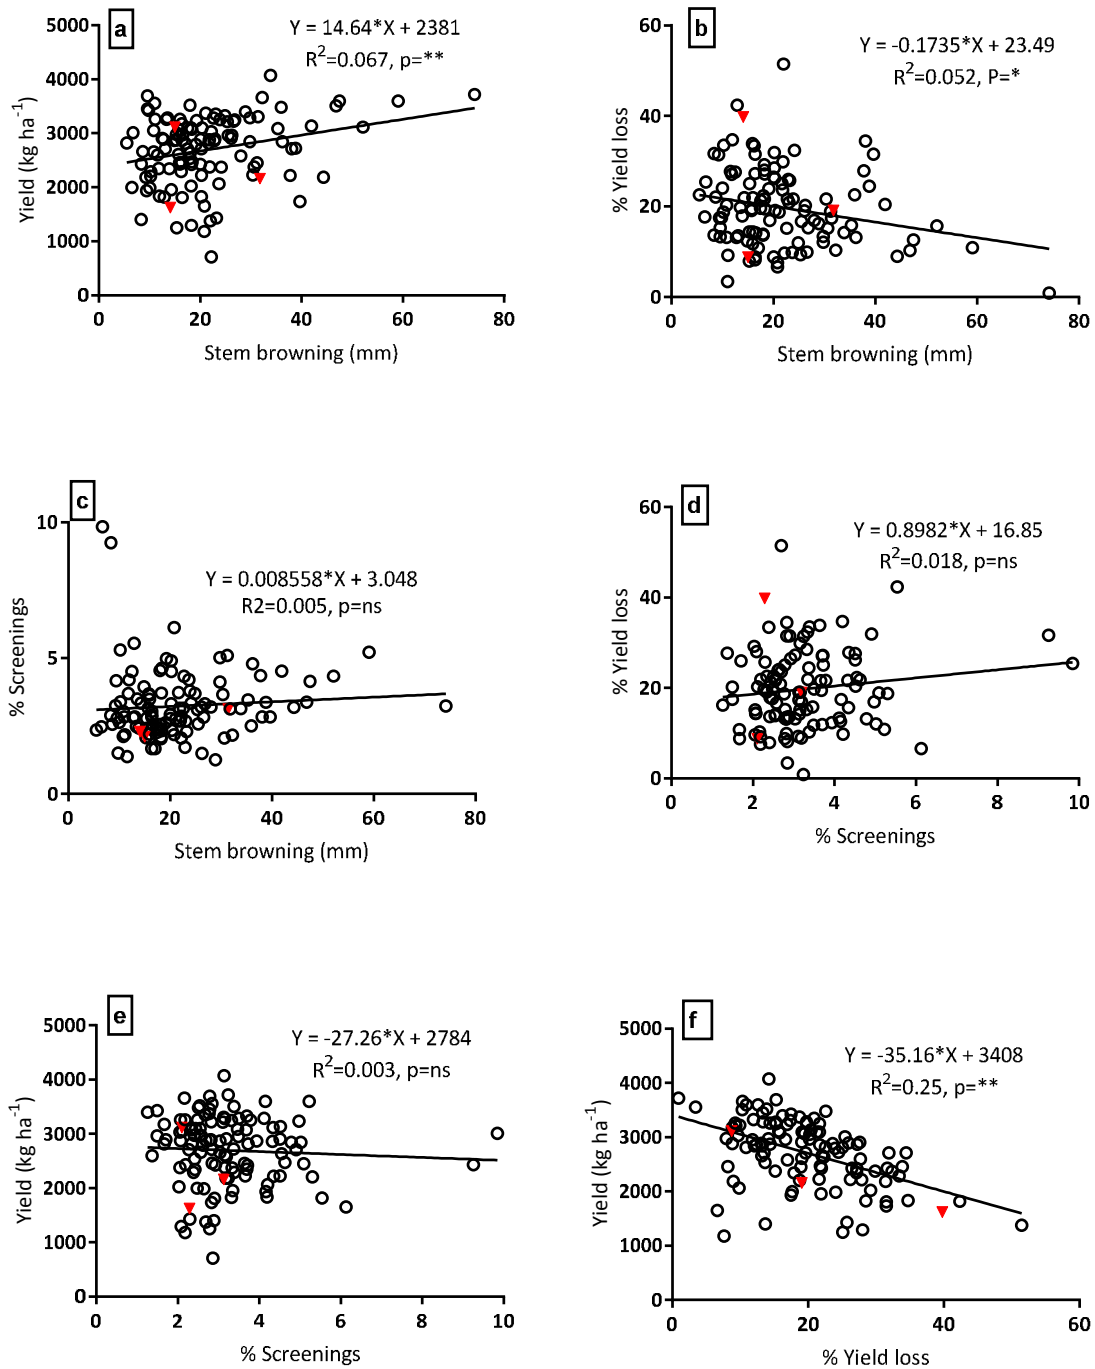 a
Y = 14.64*X + 2381
R2=0.067, p=**
5000
4000
3000
2000
1000
0
Yield (kg ha-1)
0 20 40 60 80
Stem browning (mm)
b
Y = -0.1735*X + 23.49
R2=0.052, P=*
60
40
20
0
% Yield loss
0 20 40 60 80
Stem browning (mm)
c
Y = 0.008558*X + 3.048
R2=0.005, p=ns
10
5
0
% Screenings
0 20 40 60 80
Stem browning (mm)
d
Y = 0.8982*X + 16.85
R2=0.018, p=ns
60
40
20
0
% Yield loss
0 2 4 6 8 10
% Screenings
e
Y = -27.26*X + 2784
R2=0.003, p=ns
5000
4000
3000
2000
1000
0
Yield (kg ha-1)
0 2 4 6 8 10
% Screenings
f
Y = -35.16*X + 3408
R2=0.25, p=**
5000
4000
3000
2000
1000
0
Yield (kg ha-1)
0 20 40 60
% Yield loss